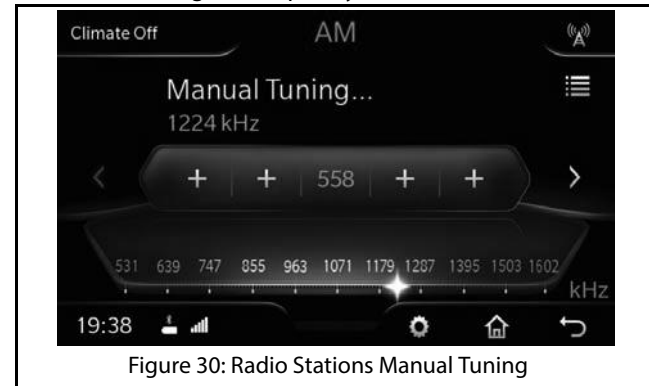 Climate Off
AM
Manual Tuning...
1224 kHz
558
531 639 747 855 963 1071 1179 1287 1395 1503 1602
kHz
19:38
Figure 30: Radio Stations Manual Tuning